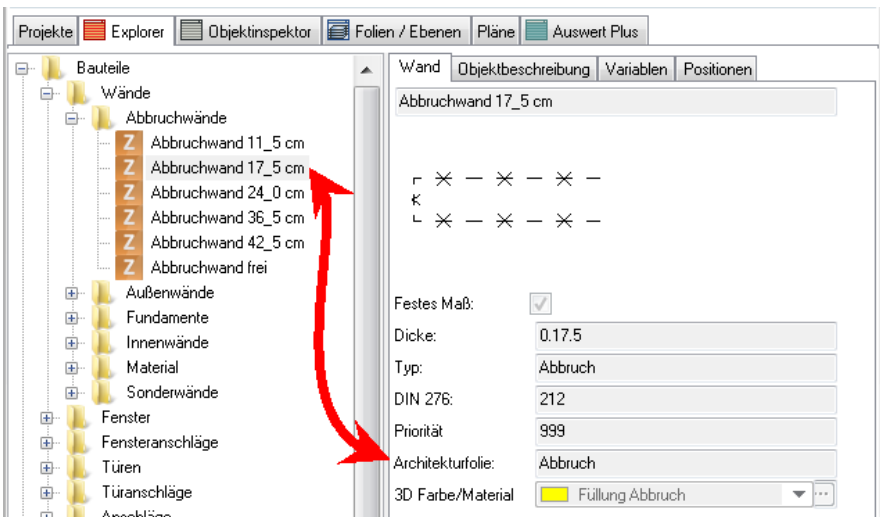 Projekte Explorer Objektinspektor Folien / Ebenen Pläne Auswert Plus
Bauteile
Wände
Abbruchwände
Z Abbruchwand 11_5 cm
Z Abbruchwand 17_5 cm
Z Abbruchwand 24_0 cm
Z Abbruchwand 36_5 cm
Z Abbruchwand 42_5 cm
Z Abbruchwand frei
Außenwände
Fundamente
Innenwände
Material
Sonderwände
Fenster
Fensteranschläge
Türen
Türanschläge
Anschläge
Wand Objektbeschreibung Variablen Positionen
Abbruchwand 17_5 cm
Festes Maß:
Dicke: 0.17.5
Typ: Abbruch
DIN 276: 212
Priorität 999
Architekturfolie: Abbruch
3D Farbe/Material Füllung Abbruch ...